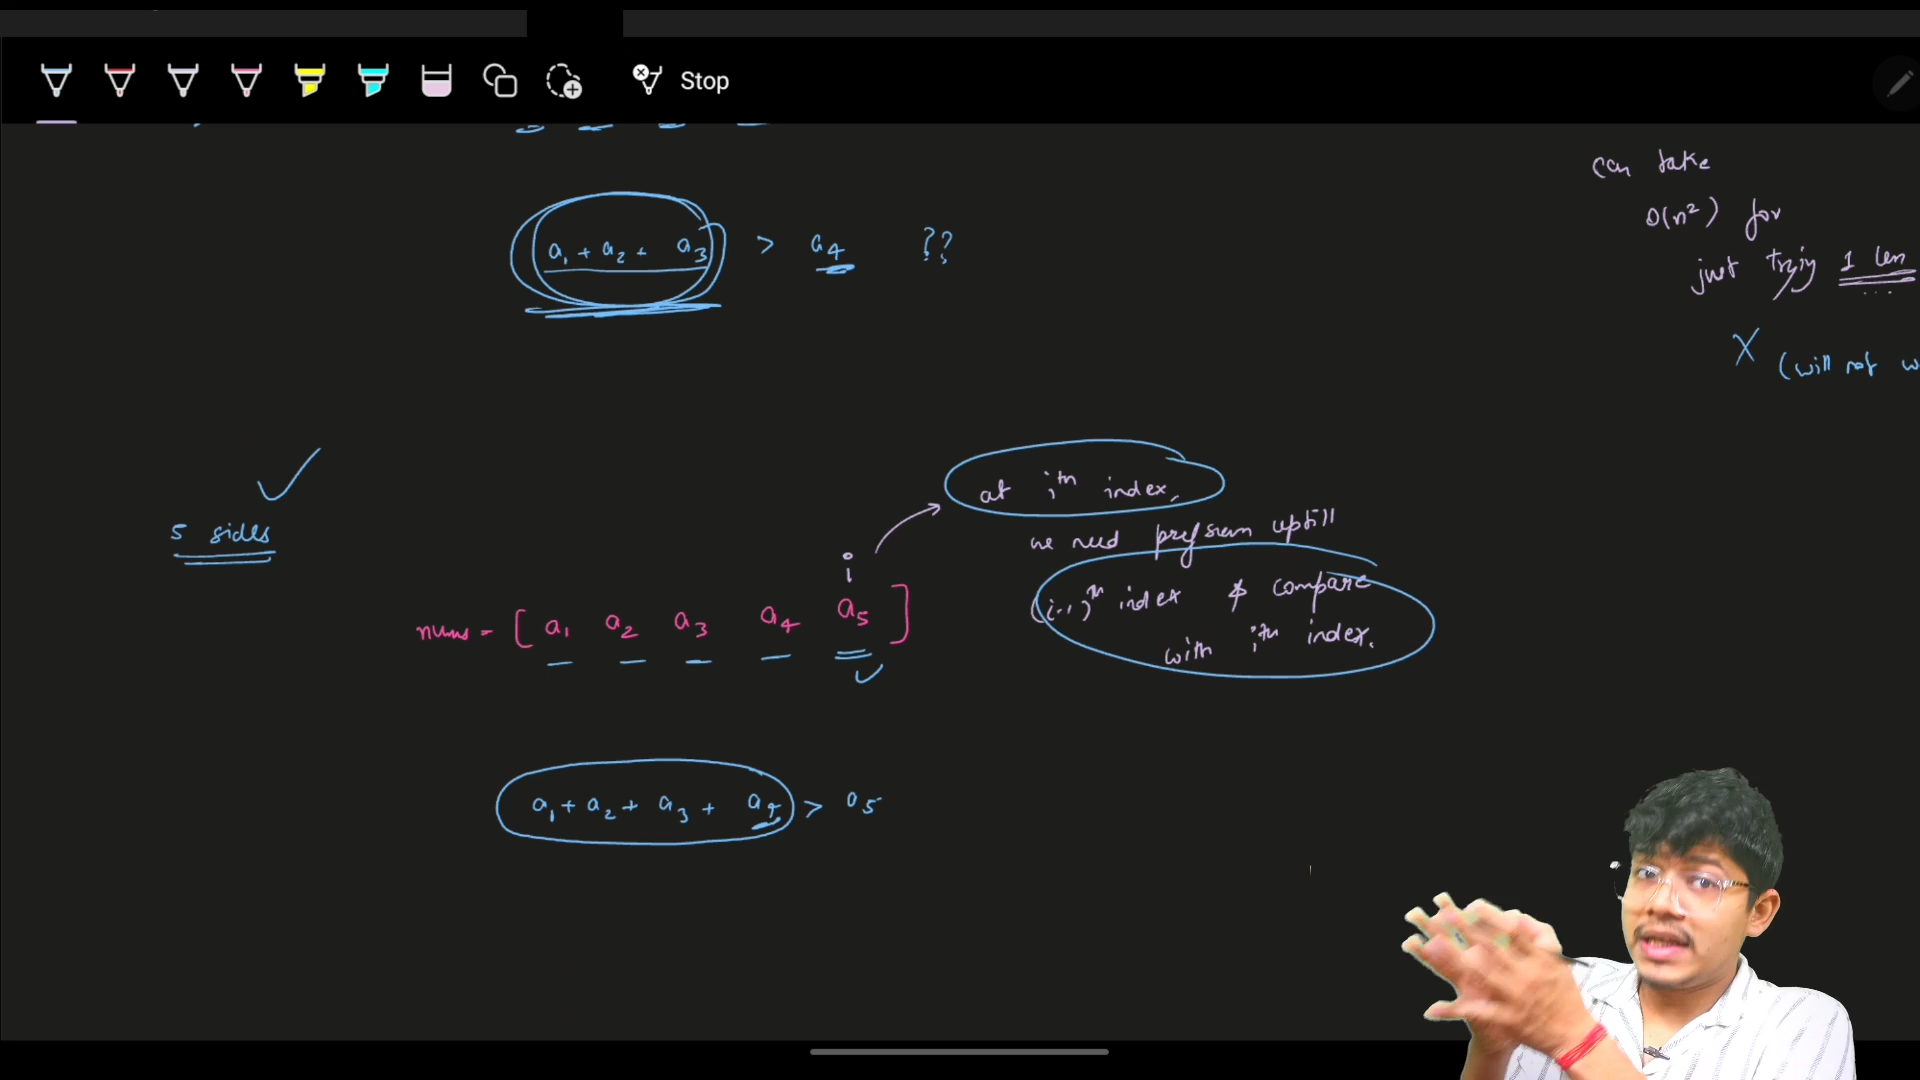 Stop
can take
O(n²) for
just trying 1 len
...
X (will not w
a₁ + a₂ + a₃ > a₄ ??
5 sides
at iᵗʰ index,
we need prefsum uptill
(i-1)ᵗʰ index & compare
with iᵗʰ index.
i
nums = [ a₁ a₂ a₃ a₄ a₅ ]
a₁ + a₂ + a₃ + a₄ > a₅